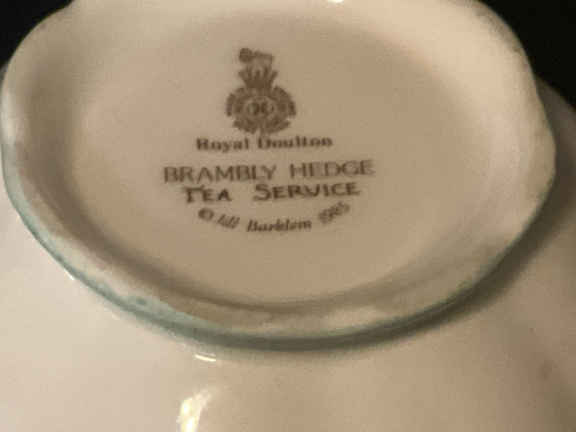 Royal Doulton
BRAMBLY HEDGE
TEA SERVICE
© Jill Barklem 1985